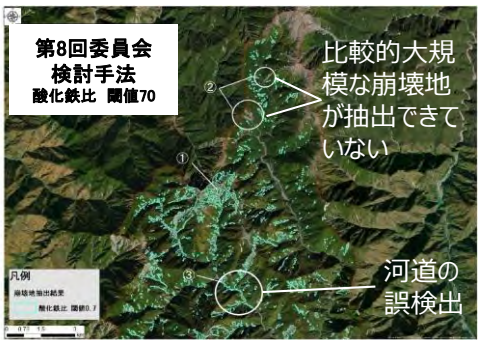 第8回委員会
検討手法
酸化鉄比 閾値70
比較的大規
模な崩壊地
が抽出できて
いない
②
①
③
河道の
誤検出
凡例
崩壊地抽出結果
酸化鉄比 閾値0.7